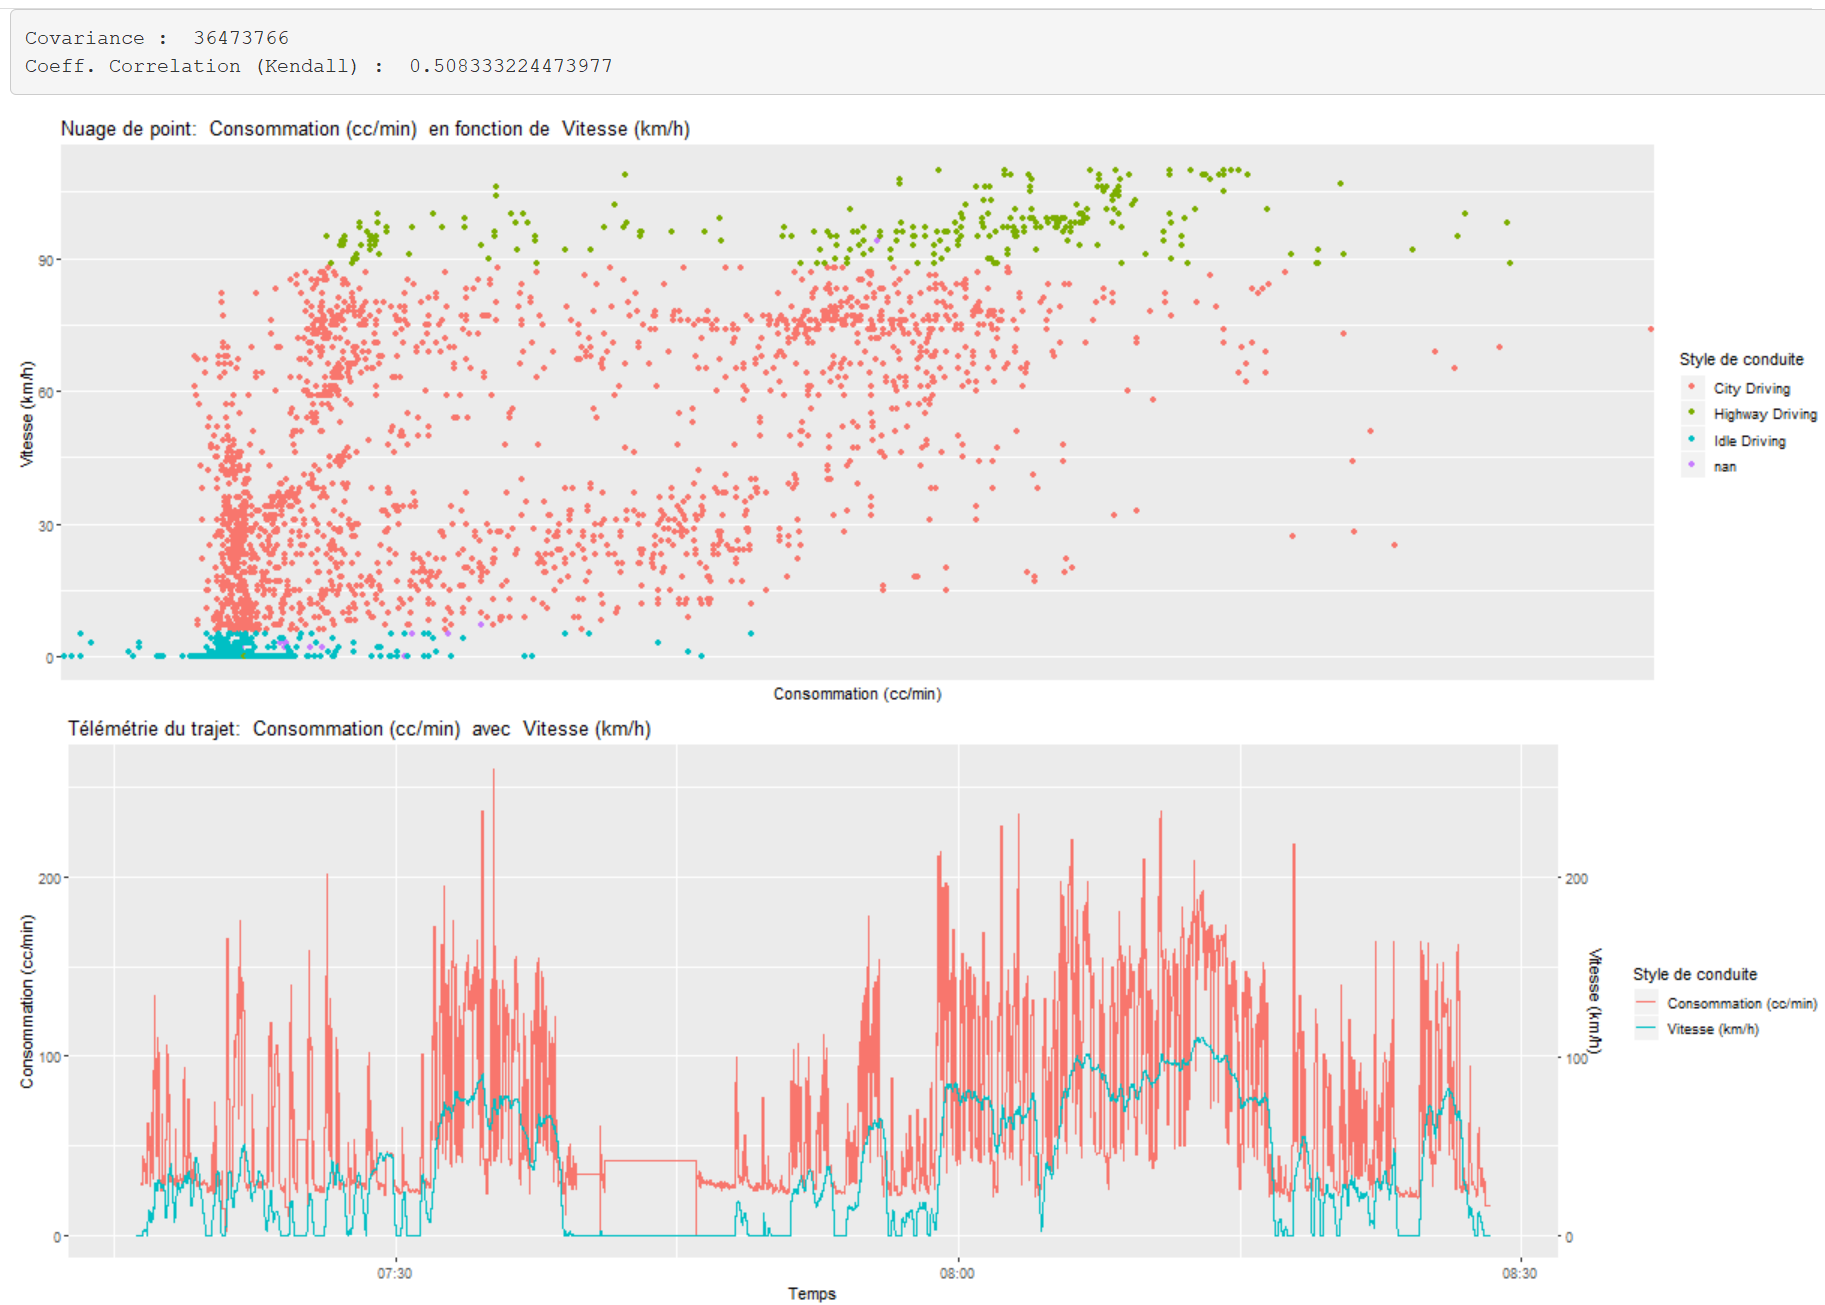 Covariance :  36473766
Coeff. Correlation (Kendall) :  0.508333224473977
Nuage de point:  Consommation (cc/min)  en fonction de  Vitesse (km/h)
90
60
30
0
Vitesse (km/h)
Consommation (cc/min)
Style de conduite
City Driving
Highway Driving
Idle Driving
nan
Télémétrie du trajet:  Consommation (cc/min)  avec  Vitesse (km/h)
200
100
0
Consommation (cc/min)
200
100
0
Vitesse (km/h)
07:30
08:00
08:30
Temps
Style de conduite
Consommation (cc/min)
Vitesse (km/h)